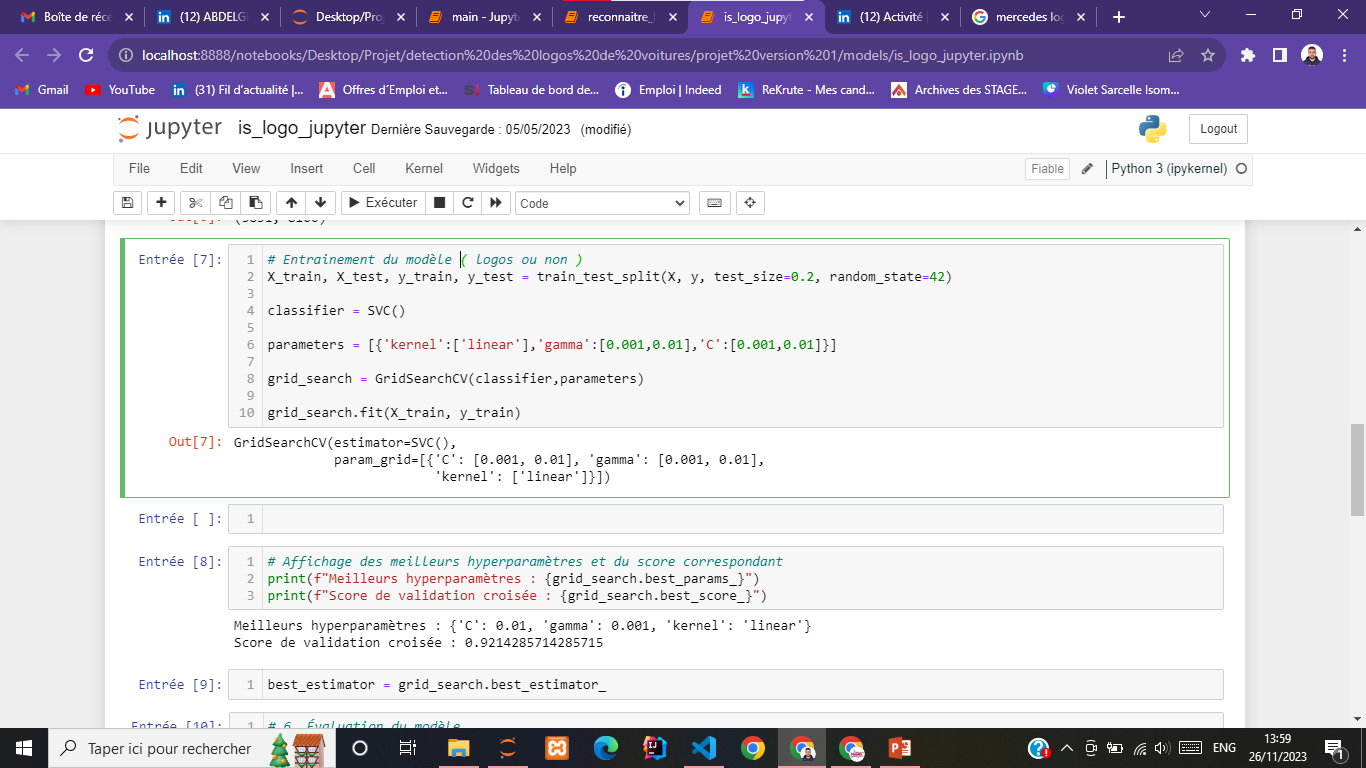 Boîte de réce
(12) ABDELG
Desktop/Proj
main - Jupyt
reconnaitre_l
is_logo_jupyt
(12) Activité
mercedes log
localhost:8888/notebooks/Desktop/Projet/detection%20des%20logos%20de%20voitures/projet%20version%201/models/is_logo_jupyter.ipynb
Gmail
YouTube
(31) Fil d'actualité |...
Offres d'Emploi et...
Tableau de bord de...
Emploi | Indeed
ReKrute - Mes cand...
Archives des STAGE...
Violet Sarcelle Isom...
jupyter is_logo_jupyter Dernière Sauvegarde : 05/05/2023 (modifié)
Logout
File Edit View Insert Cell Kernel Widgets Help
Fiable
Python 3 (ipykernel)
Exécuter
Code
Entrée [7]:
1 # Entrainement du modèle ( logos ou non )
2 X_train, X_test, y_train, y_test = train_test_split(X, y, test_size=0.2, random_state=42)
3
4 classifier = SVC()
5
6 parameters = [{'kernel':['linear'],'gamma':[0.001,0.01],'C':[0.001,0.01]}]
7
8 grid_search = GridSearchCV(classifier,parameters)
9
10 grid_search.fit(X_train, y_train)
Out[7]: GridSearchCV(estimator=SVC(),
param_grid=[{'C': [0.001, 0.01], 'gamma': [0.001, 0.01],
'kernel': ['linear']}])
Entrée [ ]: 1
Entrée [8]:
1 # Affichage des meilleurs hyperparamètres et du score correspondant
2 print(f"Meilleurs hyperparamètres : {grid_search.best_params_}")
3 print(f"Score de validation croisée : {grid_search.best_score_}")
Meilleurs hyperparamètres : {'C': 0.01, 'gamma': 0.001, 'kernel': 'linear'}
Score de validation croisée : 0.9214285714285715
Entrée [9]: 1 best_estimator = grid_search.best_estimator_
Entrée [10]: 1 # 6. Évaluation du modèle
Taper ici pour rechercher
ENG
13:59
26/11/2023
1